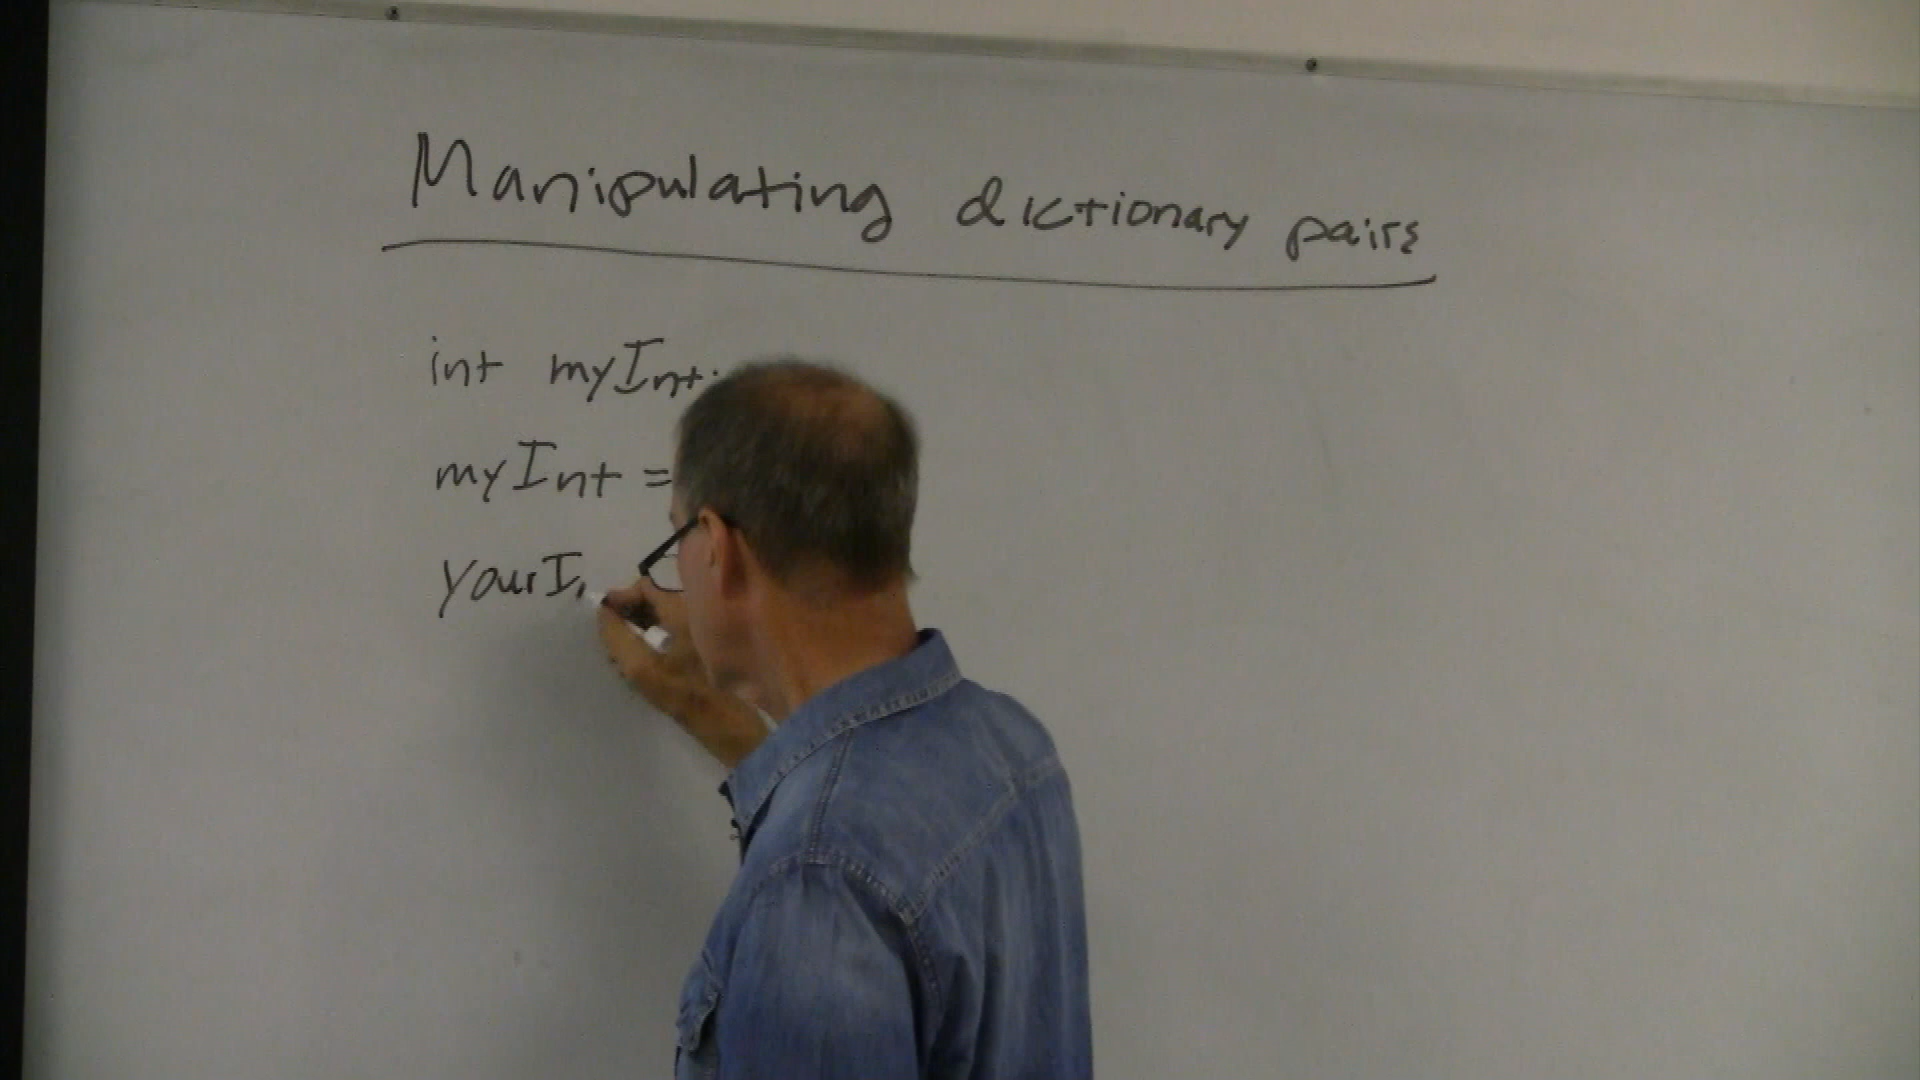 Manipulating dictionary pairs
int myInt
myInt =
yourI